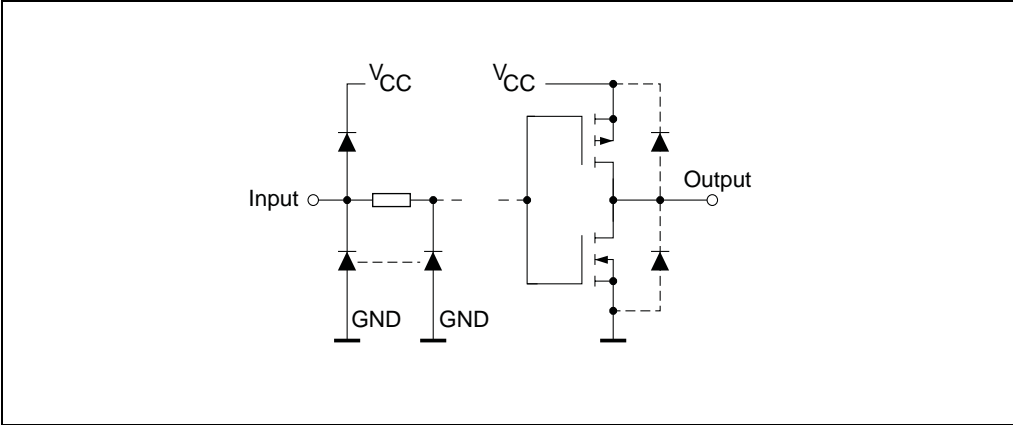 VCC
VCC
Input
Output
GND
GND